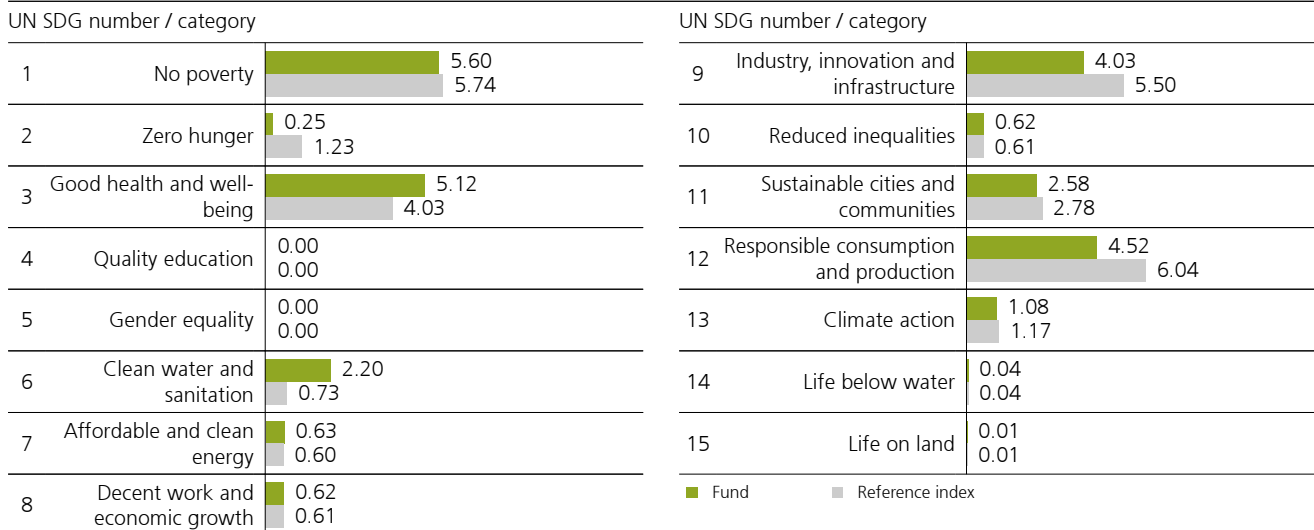 UN SDG number / category
1 No poverty 5.60
5.74
2 Zero hunger 0.25
1.23
3 Good health and well-
being 5.12
4.03
4 Quality education 0.00
0.00
5 Gender equality 0.00
0.00
6 Clean water and
sanitation 2.20
0.73
7 Affordable and clean
energy 0.63
0.60
8 Decent work and
economic growth 0.62
0.61
UN SDG number / category
9 Industry, innovation and
infrastructure 4.03
5.50
10 Reduced inequalities 0.62
0.61
11 Sustainable cities and
communities 2.58
2.78
12 Responsible consumption
and production 4.52
6.04
13 Climate action 1.08
1.17
14 Life below water 0.04
0.04
15 Life on land 0.01
0.01
Fund Reference index